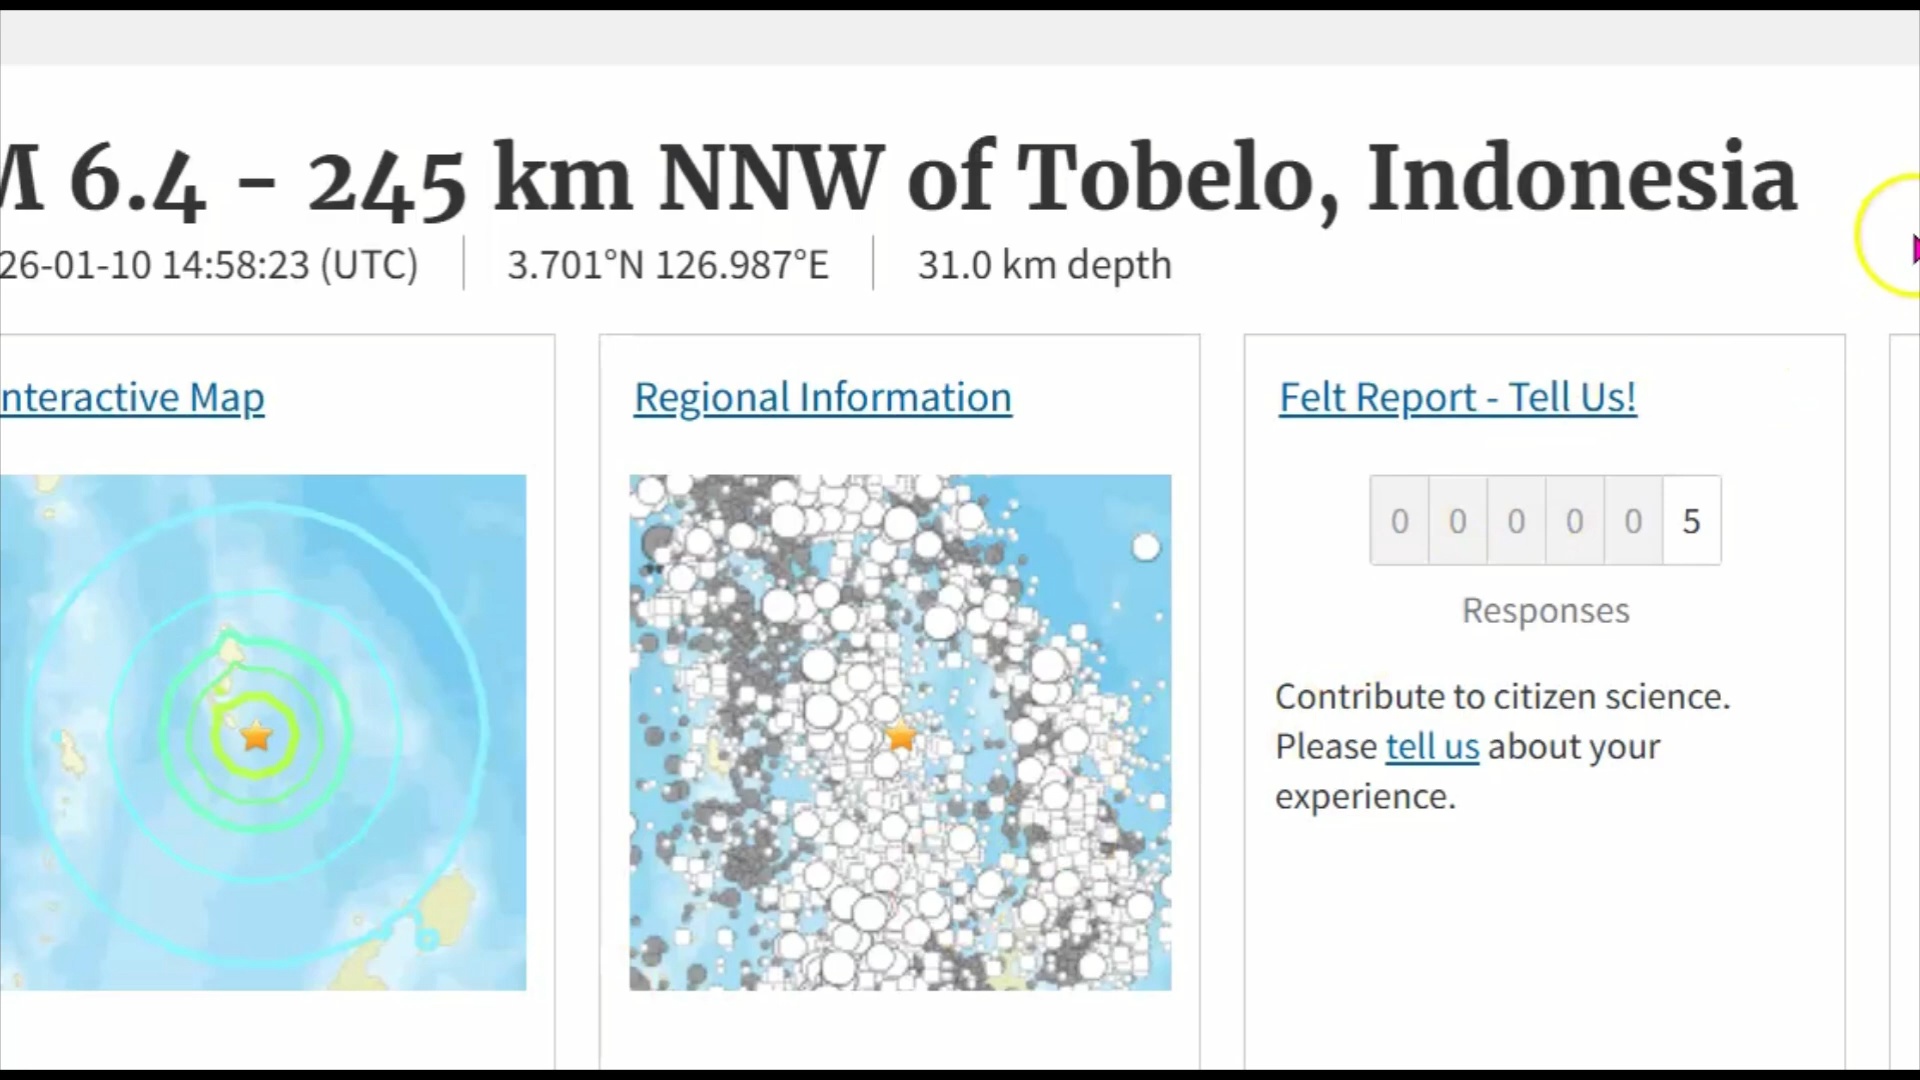 M 6.4 - 245 km NNW of Tobelo, Indonesia
26-01-10 14:58:23 (UTC) 3.701°N 126.987°E 31.0 km depth
nteractive Map
Regional Information
Felt Report - Tell Us!
0 0 0 0 0 5
Responses
Contribute to citizen science.
Please tell us about your
experience.